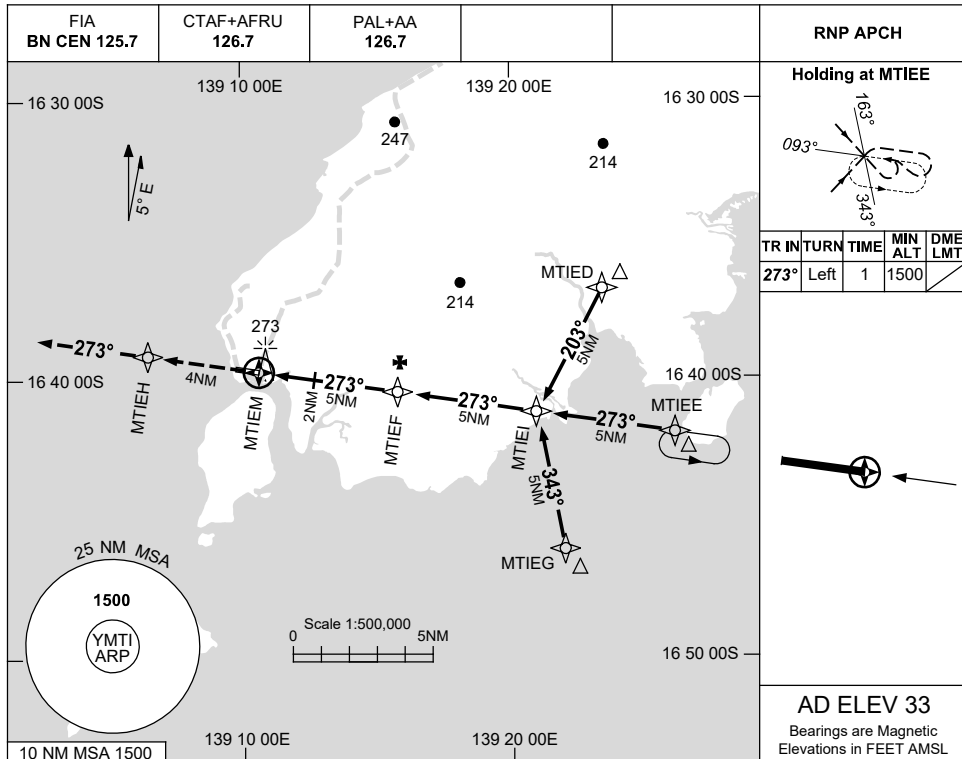 FIA
BN CEN 125.7
CTAF+AFRU
126.7
PAL+AA
126.7
RNP APCH
139 10 00E
139 20 00E
16 30 00S
16 30 00S
5° E
247
214
214
273
MTIED
203°
5NM
16 40 00S
16 40 00S
273°
4NM
273°
5NM
2NM
273°
5NM
273°
5NM
MTIEE
MTIEH
MTIEM
MTIEF
MTIEI
343°
5NM
MTIEG
25 NM MSA
1500
YMTI
ARP
Scale 1:500,000
0
5NM
16 50 00S
139 10 00E
139 20 00E
10 NM MSA 1500
Holding at MTIEE
163°
093°
343°
TR IN TURN TIME MIN ALT DME LMT
273° Left 1 1500
AD ELEV 33
Bearings are Magnetic
Elevations in FEET AMSL